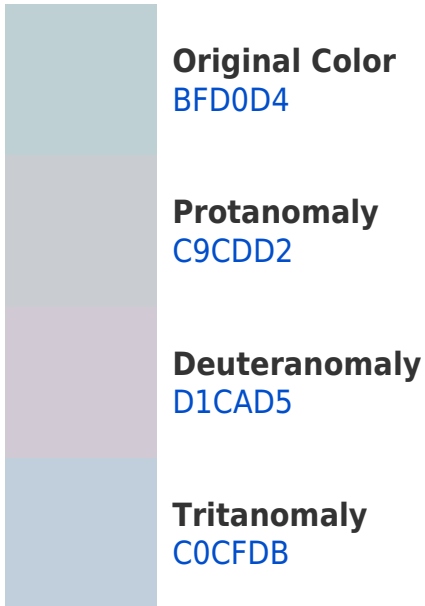 Original Color
BFD0D4
Protanomaly
C9CDD2
Deuteranomaly
D1CAD5
Tritanomaly
C0CFDB